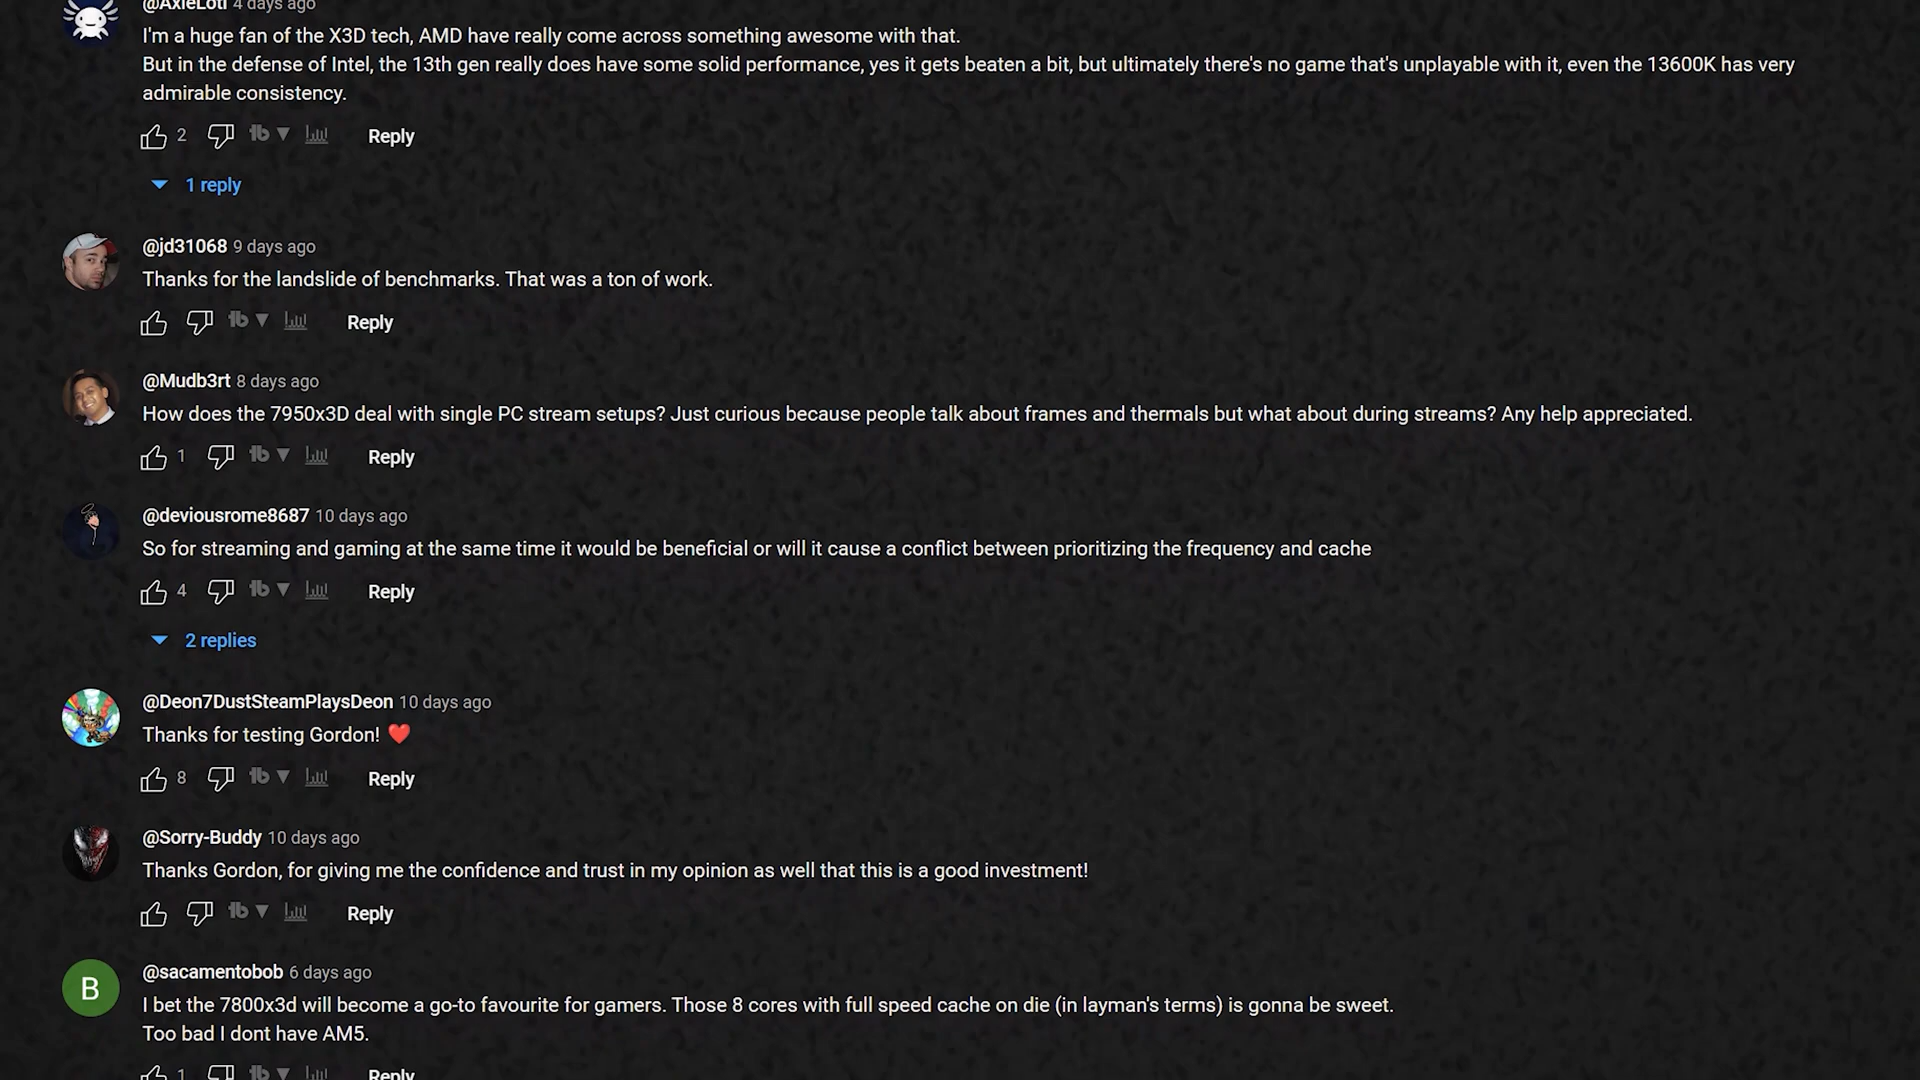 @AxieLotl 4 days ago
I'm a huge fan of the X3D tech, AMD have really come across something awesome with that.
But in the defense of Intel, the 13th gen really does have some solid performance, yes it gets beaten a bit, but ultimately there's no game that's unplayable with it, even the 13600K has very
admirable consistency.
2 Reply
1 reply
@jd31068 9 days ago
Thanks for the landslide of benchmarks. That was a ton of work.
Reply
@Mudb3rt 8 days ago
How does the 7950x3D deal with single PC stream setups? Just curious because people talk about frames and thermals but what about during streams? Any help appreciated.
1 Reply
@deviousrome8687 10 days ago
So for streaming and gaming at the same time it would be beneficial or will it cause a conflict between prioritizing the frequency and cache
4 Reply
2 replies
@Deon7DustSteamPlaysDeon 10 days ago
Thanks for testing Gordon! ❤️
8 Reply
@Sorry-Buddy 10 days ago
Thanks Gordon, for giving me the confidence and trust in my opinion as well that this is a good investment!
Reply
B
@sacamentobob 6 days ago
I bet the 7800x3d will become a go-to favourite for gamers. Those 8 cores with full speed cache on die (in layman's terms) is gonna be sweet.
Too bad I dont have AM5.
1 Reply